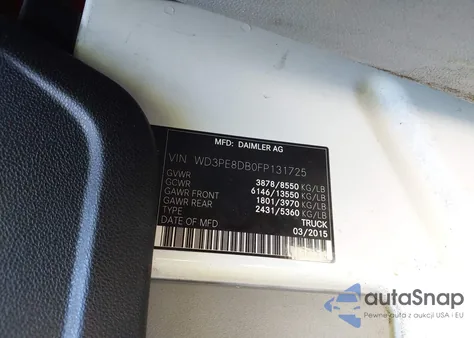 MFD: DAIMLER AG
VIN WD3PE8DB0FP131725
GVWR 3878/8550 KG/LB
GCWR 6146/13550 KG/LB
GAWR FRONT 1801/3970 KG/LB
GAWR REAR 2431/5360 KG/LB
TYPE TRUCK
DATE OF MFD 03/2015
autoSnap
Pewne auta z aukcji USA i EU